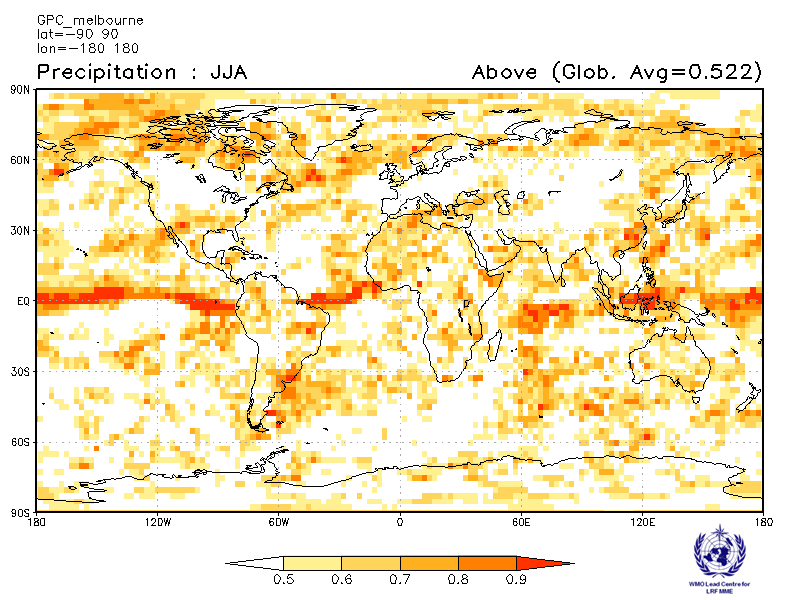 GPC_melbourne
lat=-90 90
lon=-180 180
Precipitation : JJA
Above (Glob. Avg=0.522)
90N
60N
30N
EQ
30S
60S
90S
180 120W 60W 0 60E 120E 180
0.5 0.6 0.7 0.8 0.9
WMO Lead Centre for
LRF MME